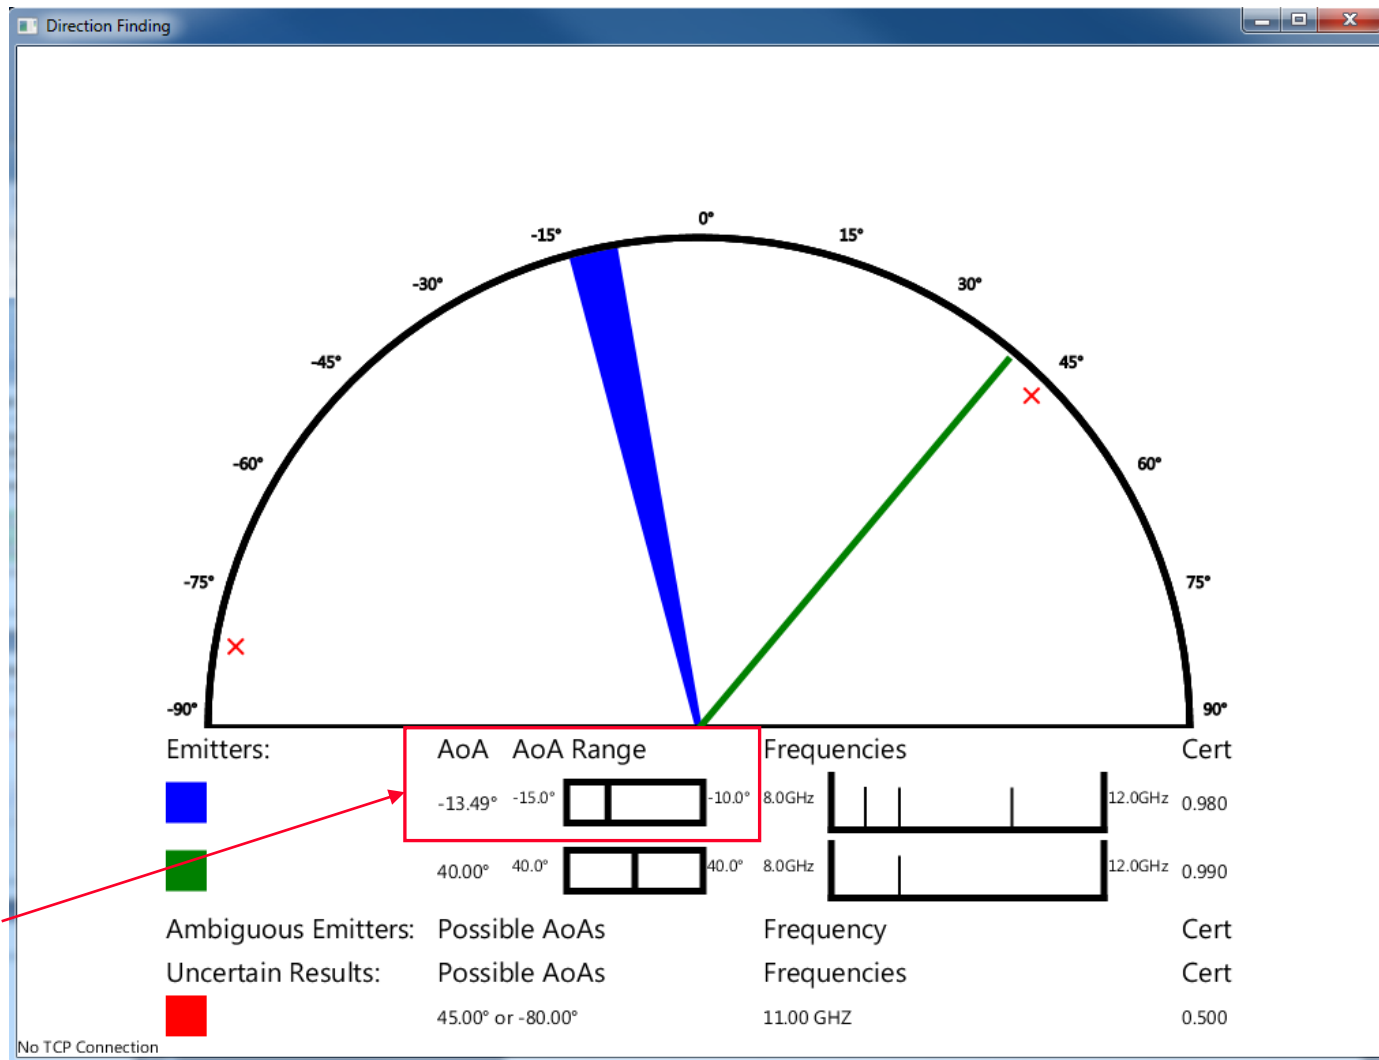 Direction Finding
0°
-15° 15°
-30° 30°
-45° 45°
-60° 60°
-75° 75°
-90° 90°
Emitters: AoA AoA Range Frequencies Cert
-13.49° -15.0° -10.0° 8.0GHz 12.0GHz 0.980
40.00° 40.0° 40.0° 8.0GHz 12.0GHz 0.990
Ambiguous Emitters: Possible AoAs Frequency Cert
Uncertain Results: Possible AoAs Frequencies Cert
45.00° or -80.00° 11.00 GHZ 0.500
No TCP Connection